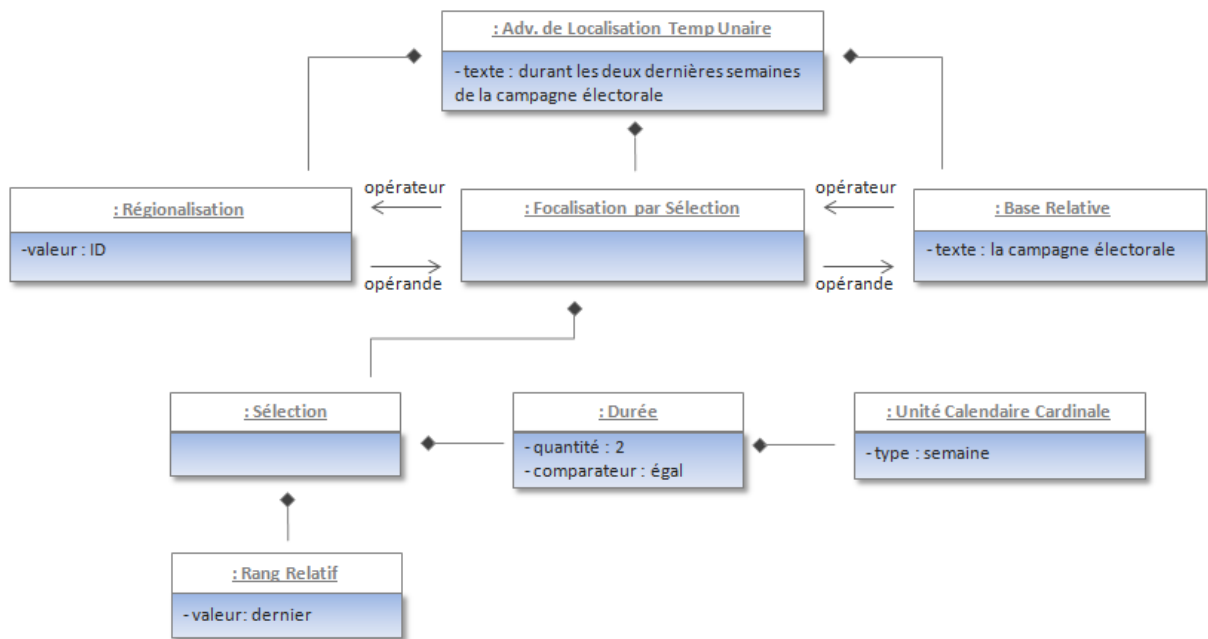 : Adv. de Localisation Temp Unaire
- texte : durant les deux dernières semaines
de la campagne électorale
opérateur
opérateur
: Régionalisation
: Focalisation par Sélection
: Base Relative
-valeur : ID
- texte : la campagne électorale
opérande
opérande
: Sélection
: Durée
: Unité Calendaire Cardinale
- quantité : 2
- comparateur : égal
- type : semaine
: Rang Relatif
- valeur: dernier